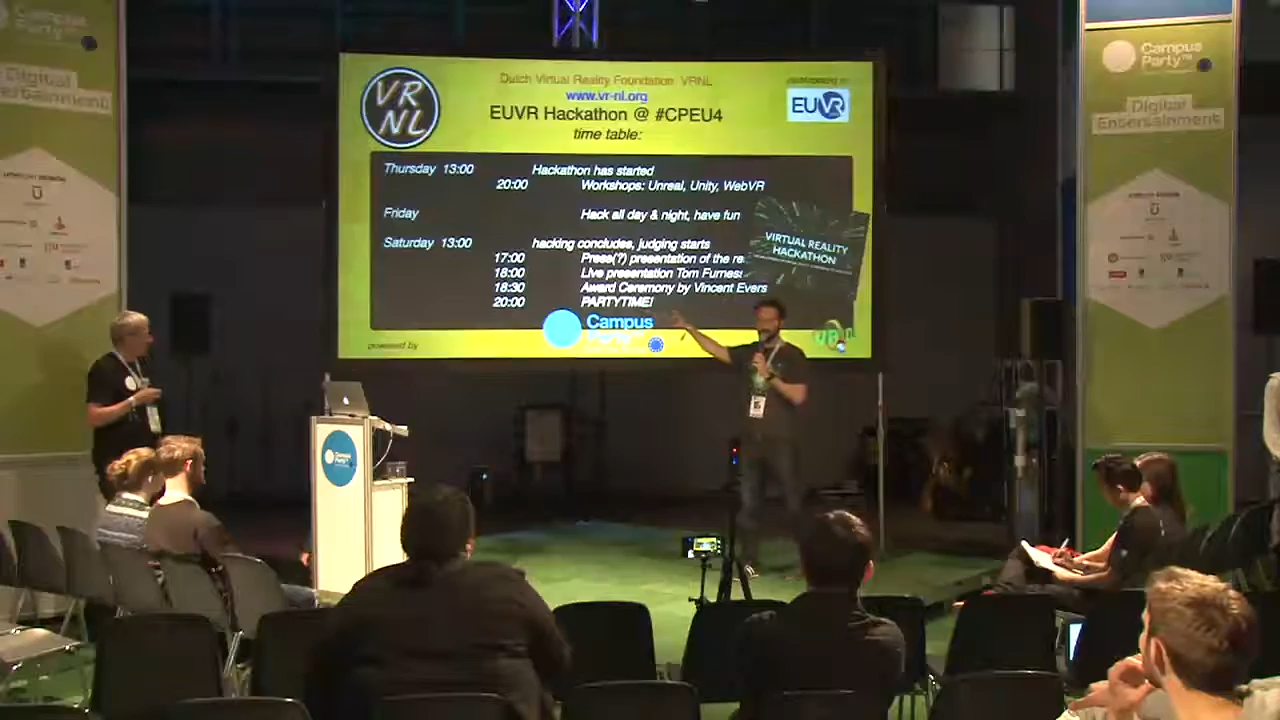 Campus
Party
Digital
VR
NL
Dutch Virtual Reality Foundation VRNL
www.vr-nl.org
EUVR Hackathon @ #CPEU4
time table:
EUVR
Thursday 13:00 Hackathon has started
20:00 Workshops: Unreal, Unity, WebVR
Friday Hack all day & night, have fun
Saturday 13:00 hacking concludes, judging starts
17:00 Press(?) presentation of the
18:00 Live presentation Tom Furness
18:30 Award Ceremony by Vincent Evers
20:00 PARTYTIME!
VIRTUAL REALITY
HACKATHON
Campus
powered by
Campus
Party
Campus
Party
Digital
Entertainment